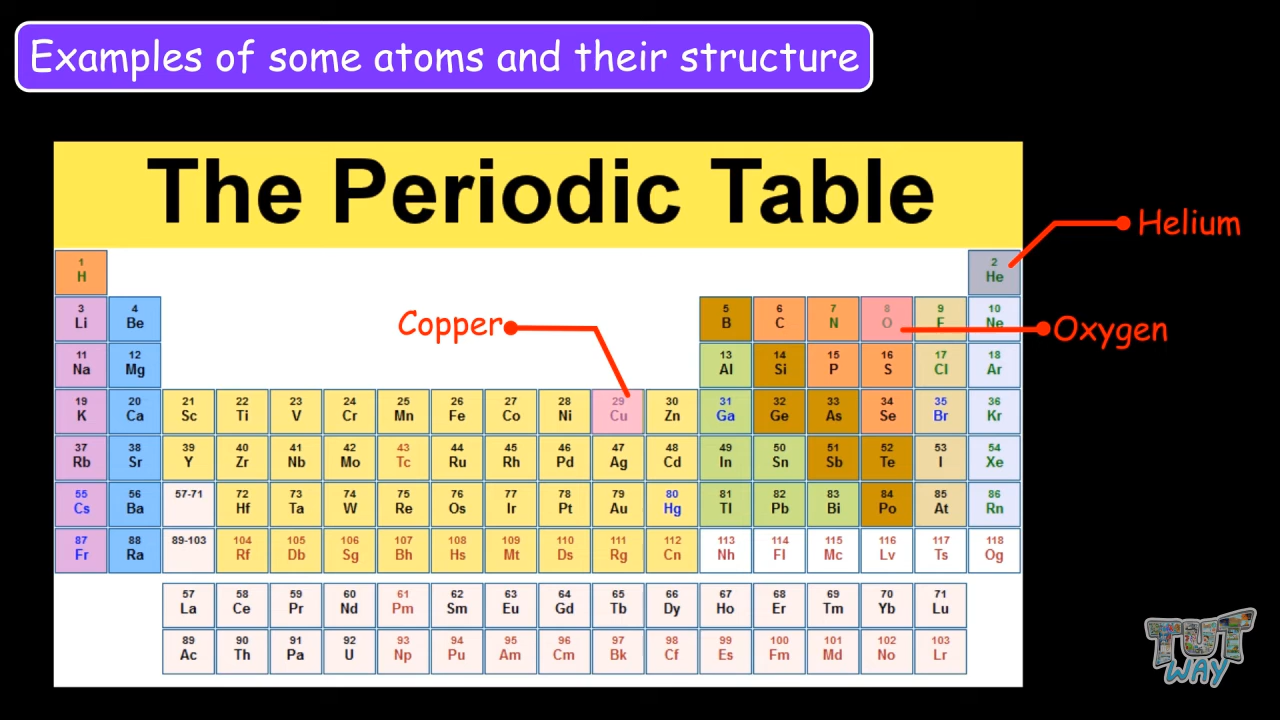 Examples of some atoms and their structure
The Periodic Table
Helium
1 2
H He
Copper
Oxygen
3 4 5 6 7 8 9 10
Li Be B C N O F Ne
11 12 13 14 15 16 17 18
Na Mg Al Si P S Cl Ar
19 20 21 22 23 24 25 26 27 28 29 30 31 32 33 34 35 36
K Ca Sc Ti V Cr Mn Fe Co Ni Cu Zn Ga Ge As Se Br Kr
37 38 39 40 41 42 43 44 45 46 47 48 49 50 51 52 53 54
Rb Sr Y Zr Nb Mo Tc Ru Rh Pd Ag Cd In Sn Sb Te I Xe
55 56 57-71 72 73 74 75 76 77 78 79 80 81 82 83 84 85 86
Cs Ba Hf Ta W Re Os Ir Pt Au Hg Tl Pb Bi Po At Rn
87 88 89-103 104 105 106 107 108 109 110 111 112 113 114 115 116 117 118
Fr Ra Rf Db Sg Bh Hs Mt Ds Rg Cn Nh Fl Mc Lv Ts Og
57 58 59 60 61 62 63 64 65 66 67 68 69 70 71
La Ce Pr Nd Pm Sm Eu Gd Tb Dy Ho Er Tm Yb Lu
89 90 91 92 93 94 95 96 97 98 99 100 101 102 103
Ac Th Pa U Np Pu Am Cm Bk Cf Es Fm Md No Lr
TUT
WAY